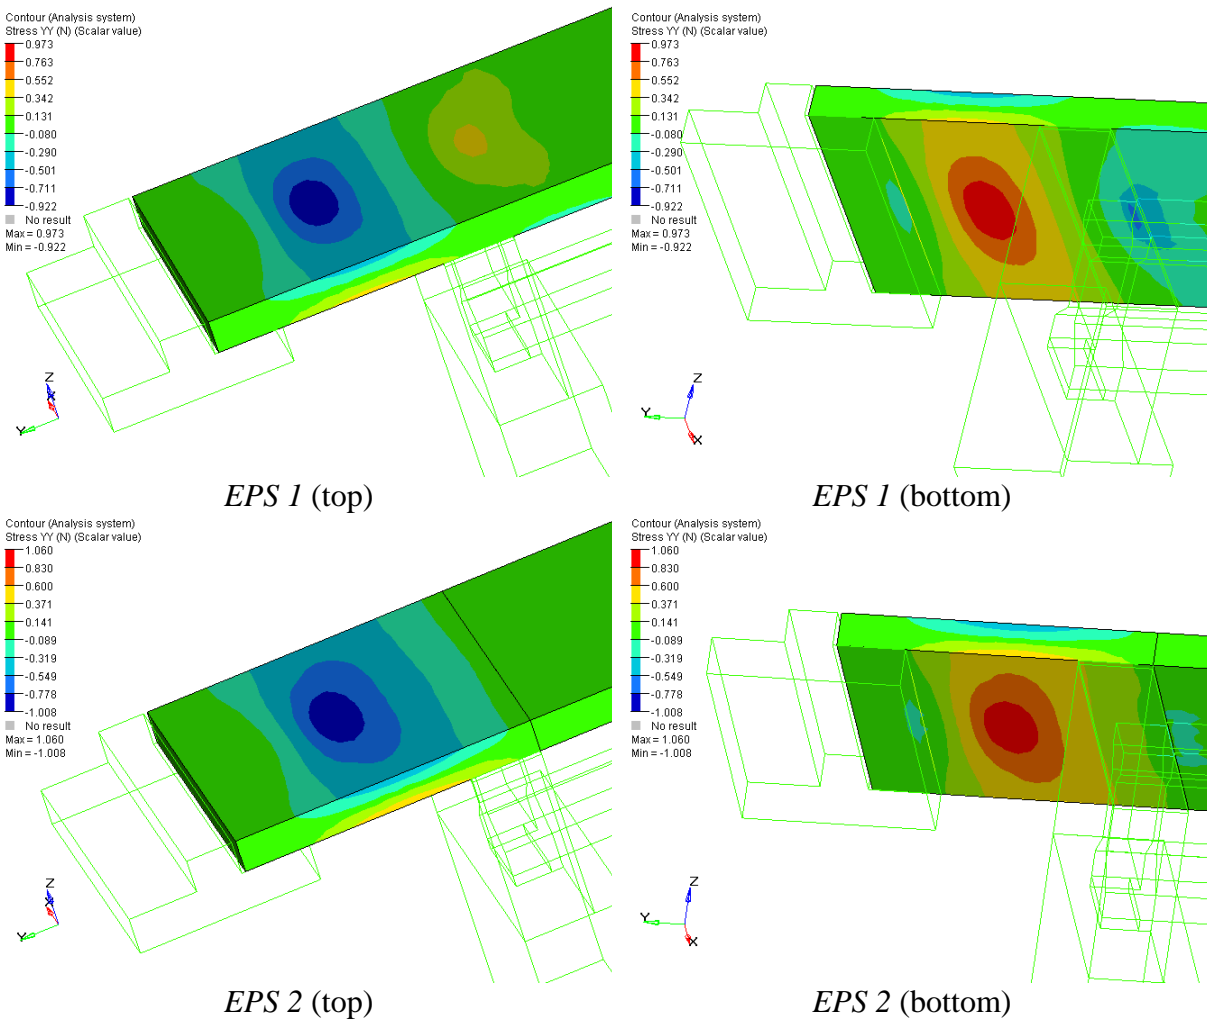 Contour (Analysis system)
Stress YY (N) (Scalar value)
0.973
0.763
0.552
0.342
0.131
-0.080
-0.290
-0.501
-0.711
-0.922
No result
Max = 0.973
Min = -0.922
Z
X
Y
EPS 1 (top)
Contour (Analysis system)
Stress YY (N) (Scalar value)
0.973
0.763
0.552
0.342
0.131
-0.080
-0.290
-0.501
-0.711
-0.922
No result
Max = 0.973
Min = -0.922
Z
Y
X
EPS 1 (bottom)
Contour (Analysis system)
Stress YY (N) (Scalar value)
1.060
0.830
0.600
0.371
0.141
-0.089
-0.319
-0.549
-0.778
-1.008
No result
Max = 1.060
Min = -1.008
Z
X
Y
EPS 2 (top)
Contour (Analysis system)
Stress YY (N) (Scalar value)
1.060
0.830
0.600
0.371
0.141
-0.089
-0.319
-0.549
-0.778
-1.008
No result
Max = 1.060
Min = -1.008
Z
Y
X
EPS 2 (bottom)